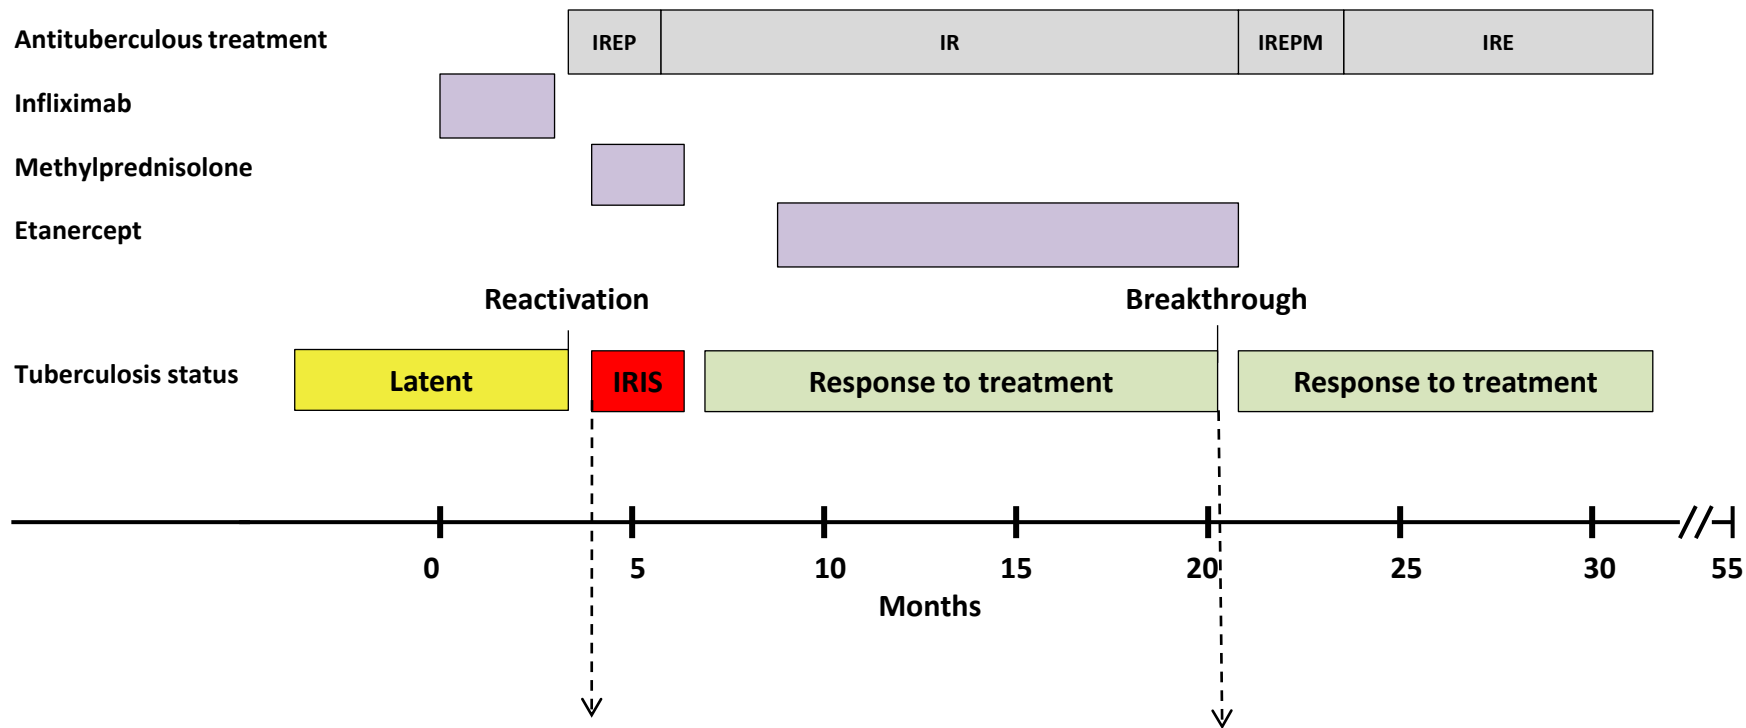 Antituberculous treatment
IREP
IR
IREPM
IRE
Infliximab
Methylprednisolone
Etanercept
Reactivation
Breakthrough
Tuberculosis status
Latent
IRIS
Response to treatment
Response to treatment
0
5
10
15
20
25
30
55
Months